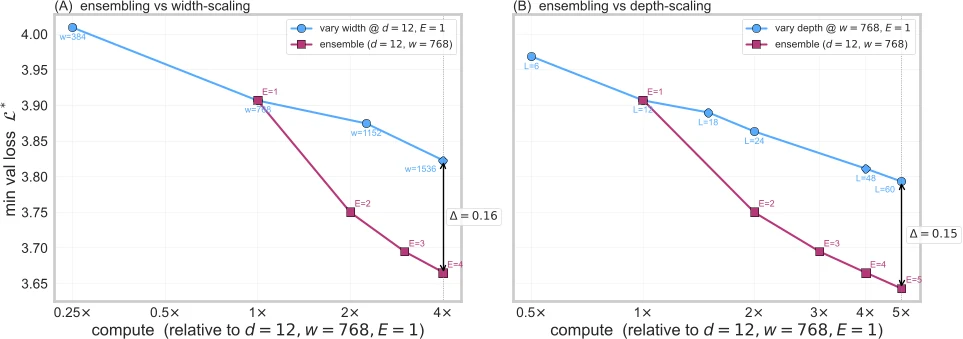 (A) ensembling vs width-scaling
vary width @ d = 12, E = 1
ensemble (d = 12, w = 768)
min val loss ℒ*
4.00
3.95
3.90
3.85
3.80
3.75
3.70
3.65
w=384
E=1
w=768
w=1152
w=1536
E=2
E=3
E=4
Δ = 0.16
0.25× 0.5× 1× 2× 4×
compute (relative to d = 12, w = 768, E = 1)
(B) ensembling vs depth-scaling
vary depth @ w = 768, E = 1
ensemble (d = 12, w = 768)
L=6
E=1
L=12
L=18
L=24
L=48
L=60
E=2
E=3
E=4
E=5
Δ = 0.15
0.5× 1× 2× 3× 4× 5×
compute (relative to d = 12, w = 768, E = 1)